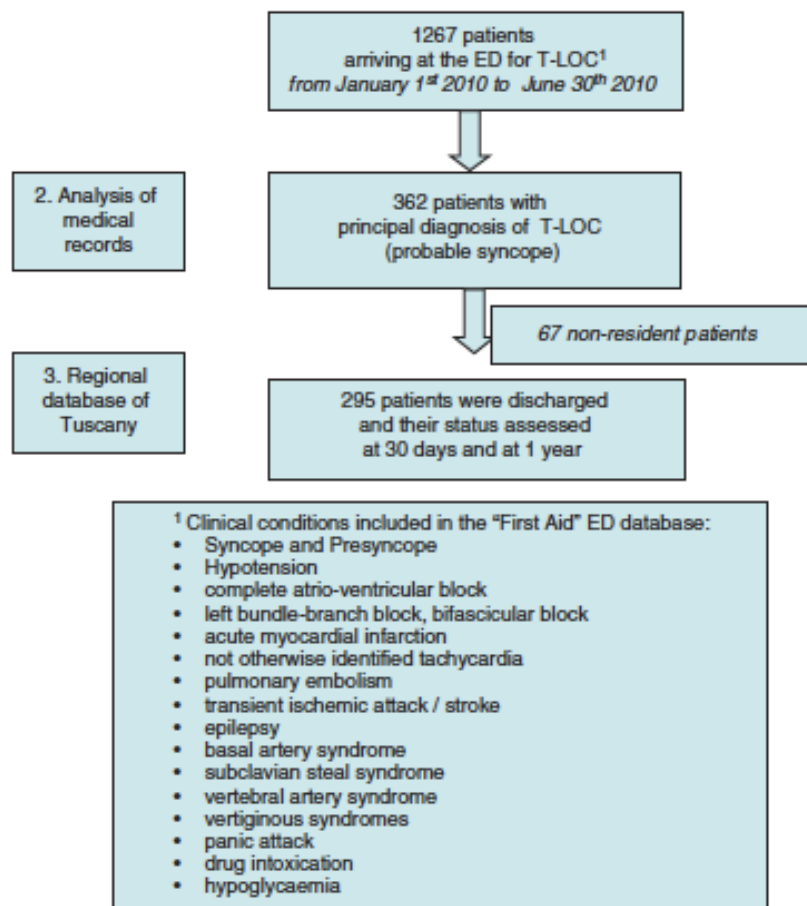 1267 patients
arriving at the ED for T-LOC¹
from January 1st 2010 to June 30th 2010
2. Analysis of
medical
records
362 patients with
principal diagnosis of T-LOC
(probable syncope)
67 non-resident patients
3. Regional
database of
Tuscany
295 patients were discharged
and their status assessed
at 30 days and at 1 year
¹ Clinical conditions included in the "First Aid" ED database:
• Syncope and Presyncope
• Hypotension
• complete atrio-ventricular block
• left bundle-branch block, bifascicular block
• acute myocardial infarction
• not otherwise identified tachycardia
• pulmonary embolism
• transient ischemic attack / stroke
• epilepsy
• basal artery syndrome
• subclavian steal syndrome
• vertebral artery syndrome
• vertiginous syndromes
• panic attack
• drug intoxication
• hypoglycaemia